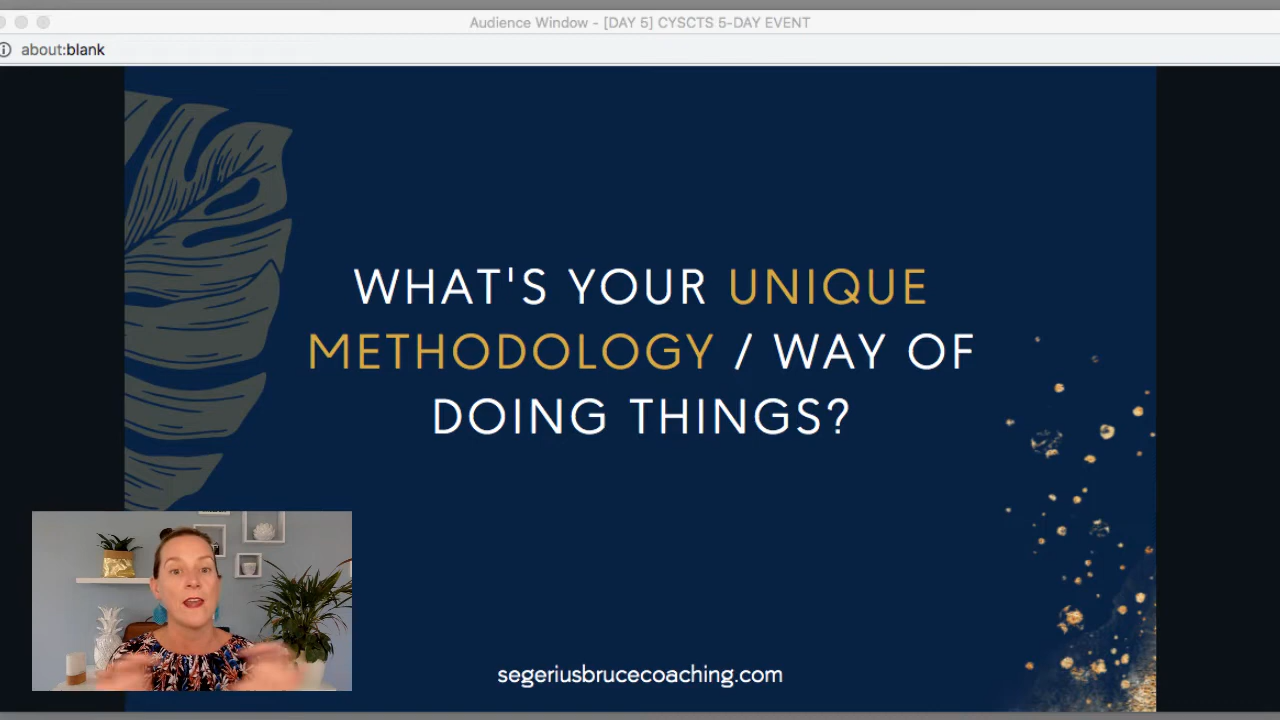 Audience Window - [DAY 5] CYSCTS 5-DAY EVENT
about:blank
WHAT'S YOUR UNIQUE
METHODOLOGY / WAY OF
DOING THINGS?
segeriusbrucecoaching.com